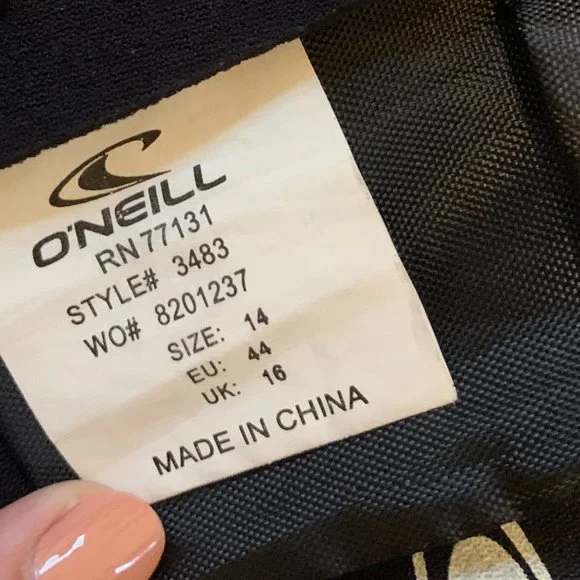 O'NEILL
RN 77131
STYLE# 3483
WO# 8201237
SIZE: 14
EU: 44
UK: 16
MADE IN CHINA